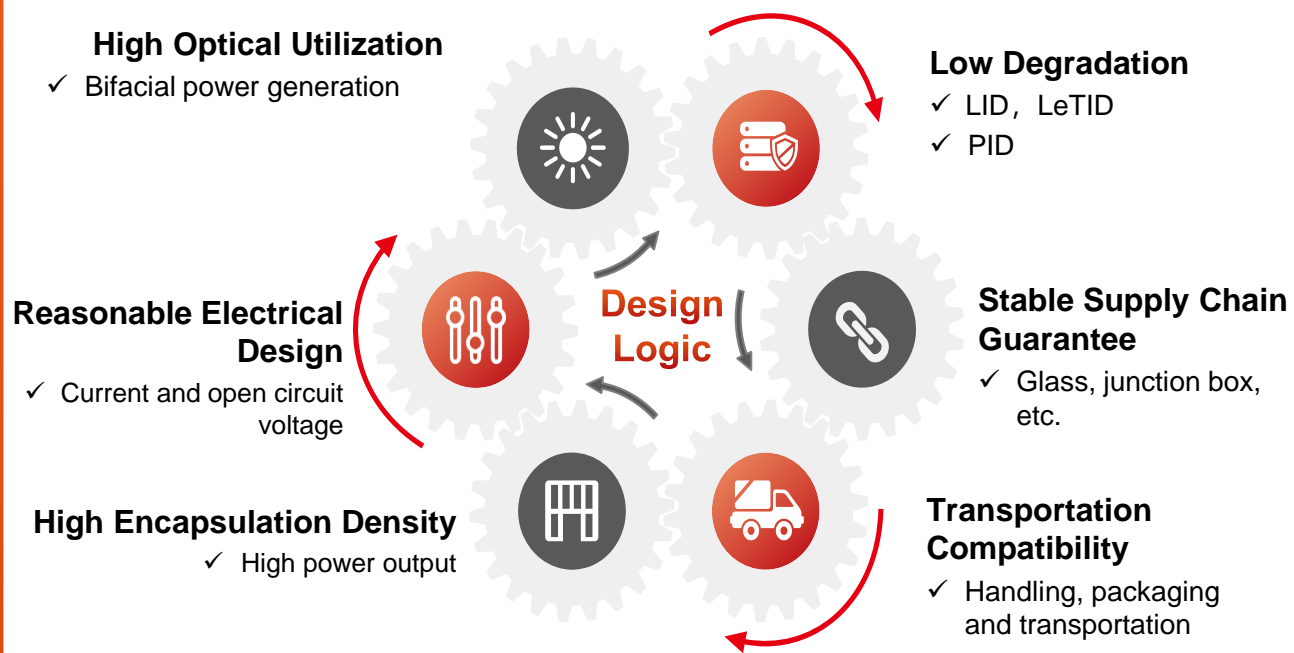 High Optical Utilization
✓ Bifacial power generation
Low Degradation
✓ LID，LeTID
✓ PID
Reasonable Electrical
Design
✓ Current and open circuit
voltage
Design
Logic
Stable Supply Chain
Guarantee
✓ Glass, junction box,
etc.
High Encapsulation Density
✓ High power output
Transportation
Compatibility
✓ Handling, packaging
and transportation